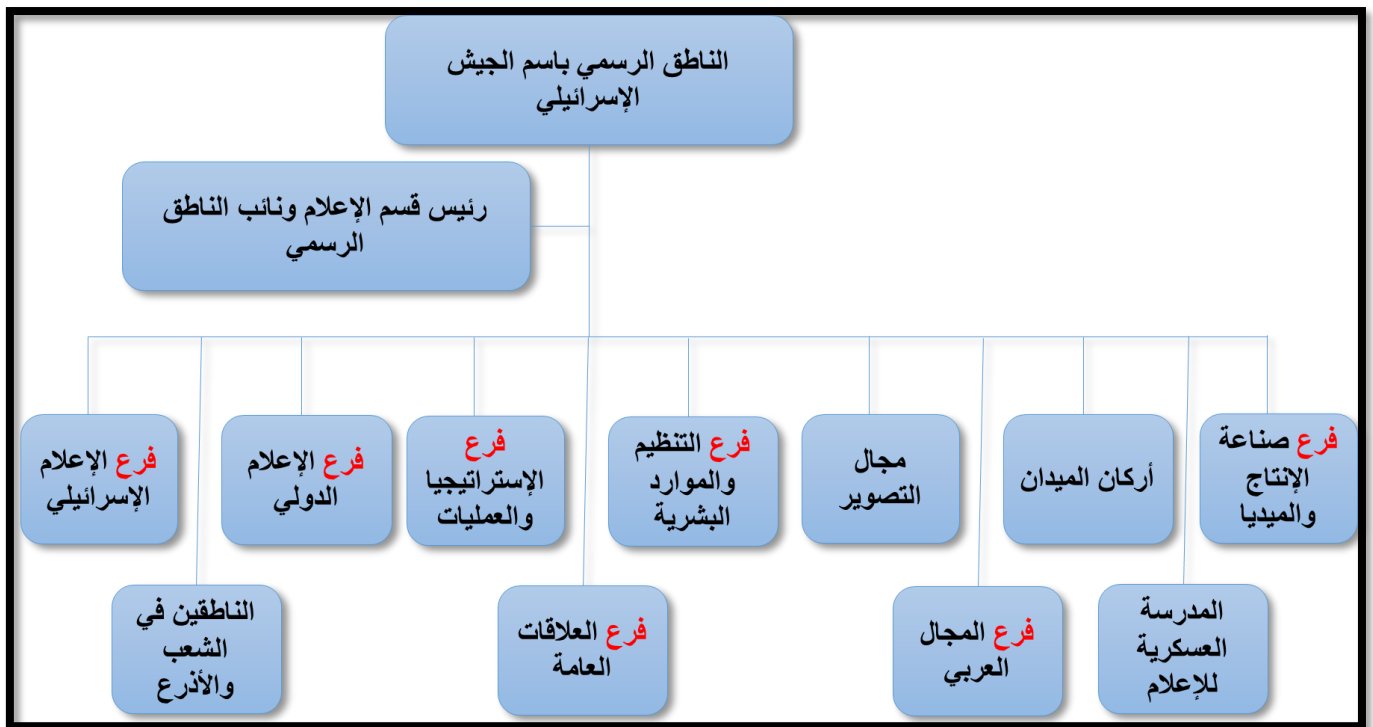 الناطق الرسمي باسم الجيش
الإسرائيلي
رئيس قسم الإعلام ونائب الناطق
الرسمي
فرع صناعة
الإنتاج
والميديا
أركان الميدان
مجال
التصوير
فرع التنظيم
والموارد
البشرية
فرع
الإستراتيجيا
والعمليات
فرع الإعلام
الدولي
فرع الإعلام
الإسرائيلي
المدرسة
العسكرية
للإعلام
فرع المجال
العربي
فرع العلاقات
العامة
الناطقين في
الشعب
والأذرع